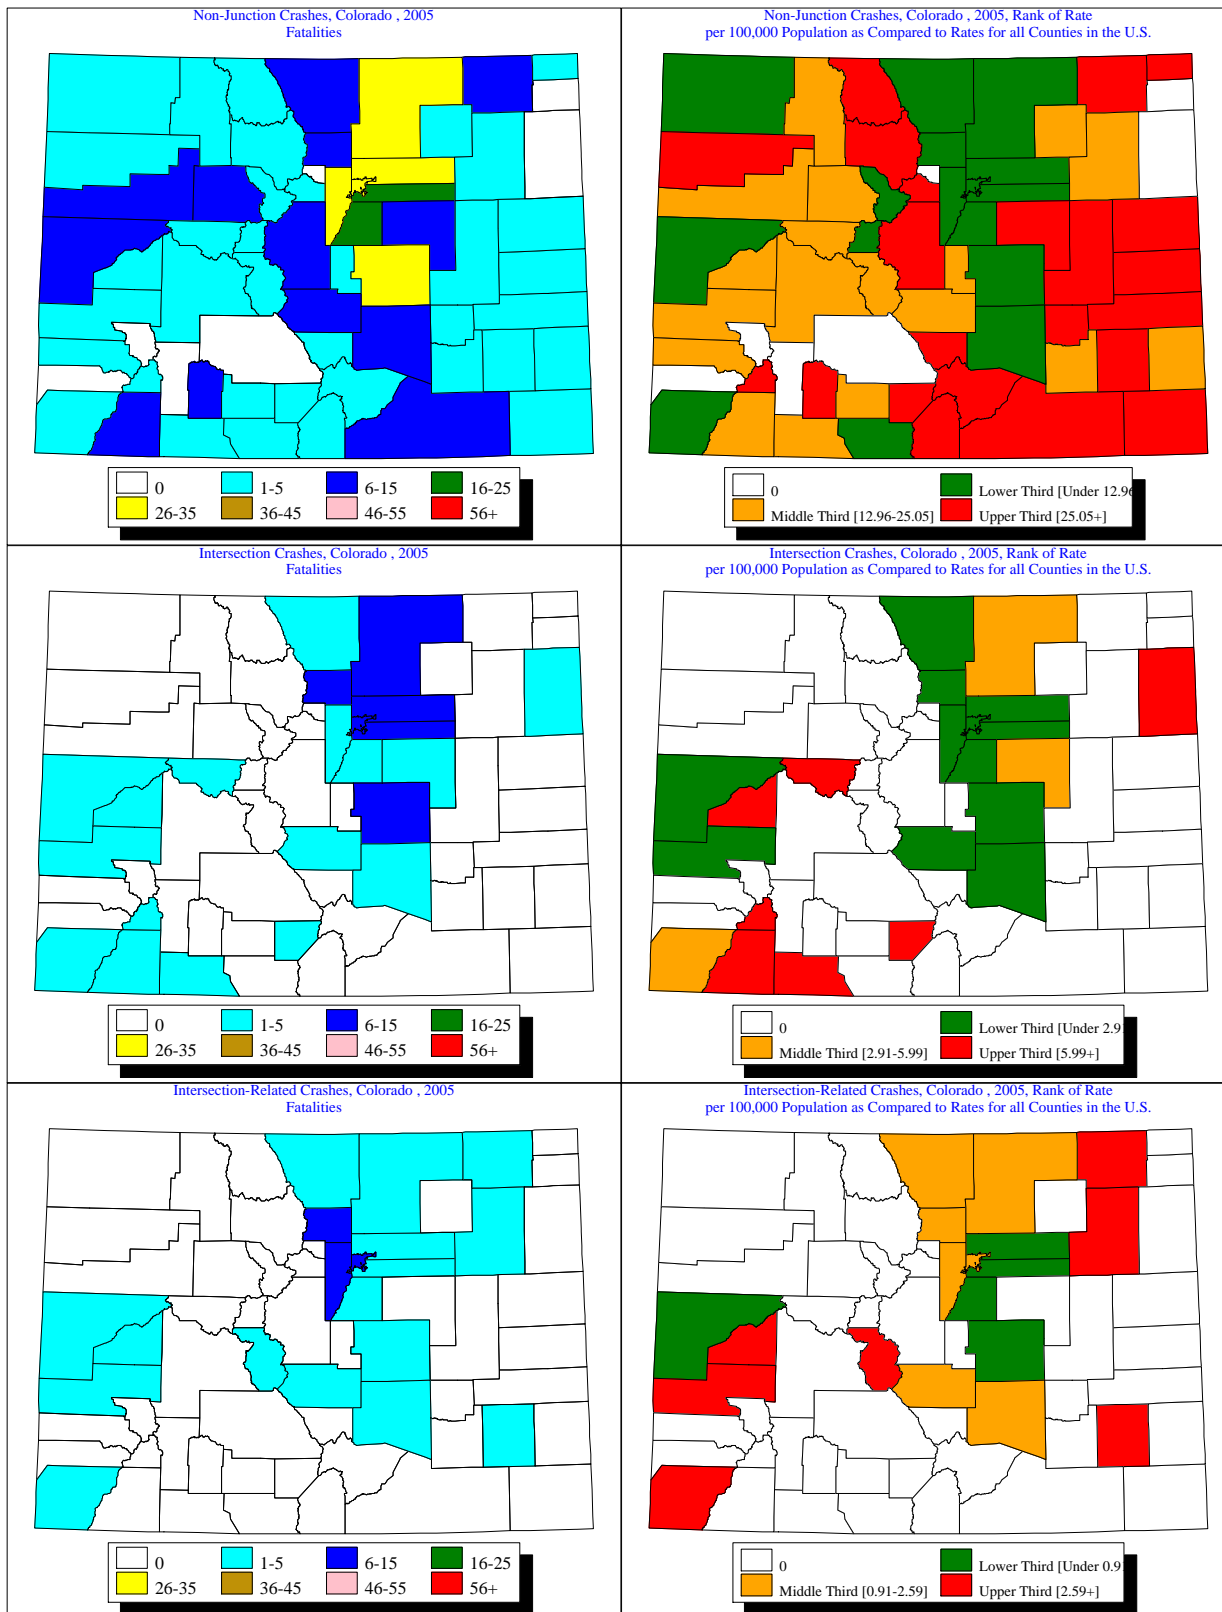 Non-Junction Crashes, Colorado , 2005
Fatalities
0
1-5
6-15
16-25
26-35
36-45
46-55
56+
Non-Junction Crashes, Colorado , 2005, Rank of Rate
per 100,000 Population as Compared to Rates for all Counties in the U.S.
0
Lower Third [Under 12.96
Middle Third [12.96-25.05]
Upper Third [25.05+]
Intersection Crashes, Colorado , 2005
Fatalities
0
1-5
6-15
16-25
26-35
36-45
46-55
56+
Intersection Crashes, Colorado , 2005, Rank of Rate
per 100,000 Population as Compared to Rates for all Counties in the U.S.
0
Lower Third [Under 2.91
Middle Third [2.91-5.99]
Upper Third [5.99+]
Intersection-Related Crashes, Colorado , 2005
Fatalities
0
1-5
6-15
16-25
26-35
36-45
46-55
56+
Intersection-Related Crashes, Colorado , 2005, Rank of Rate
per 100,000 Population as Compared to Rates for all Counties in the U.S.
0
Lower Third [Under 0.91
Middle Third [0.91-2.59]
Upper Third [2.59+]